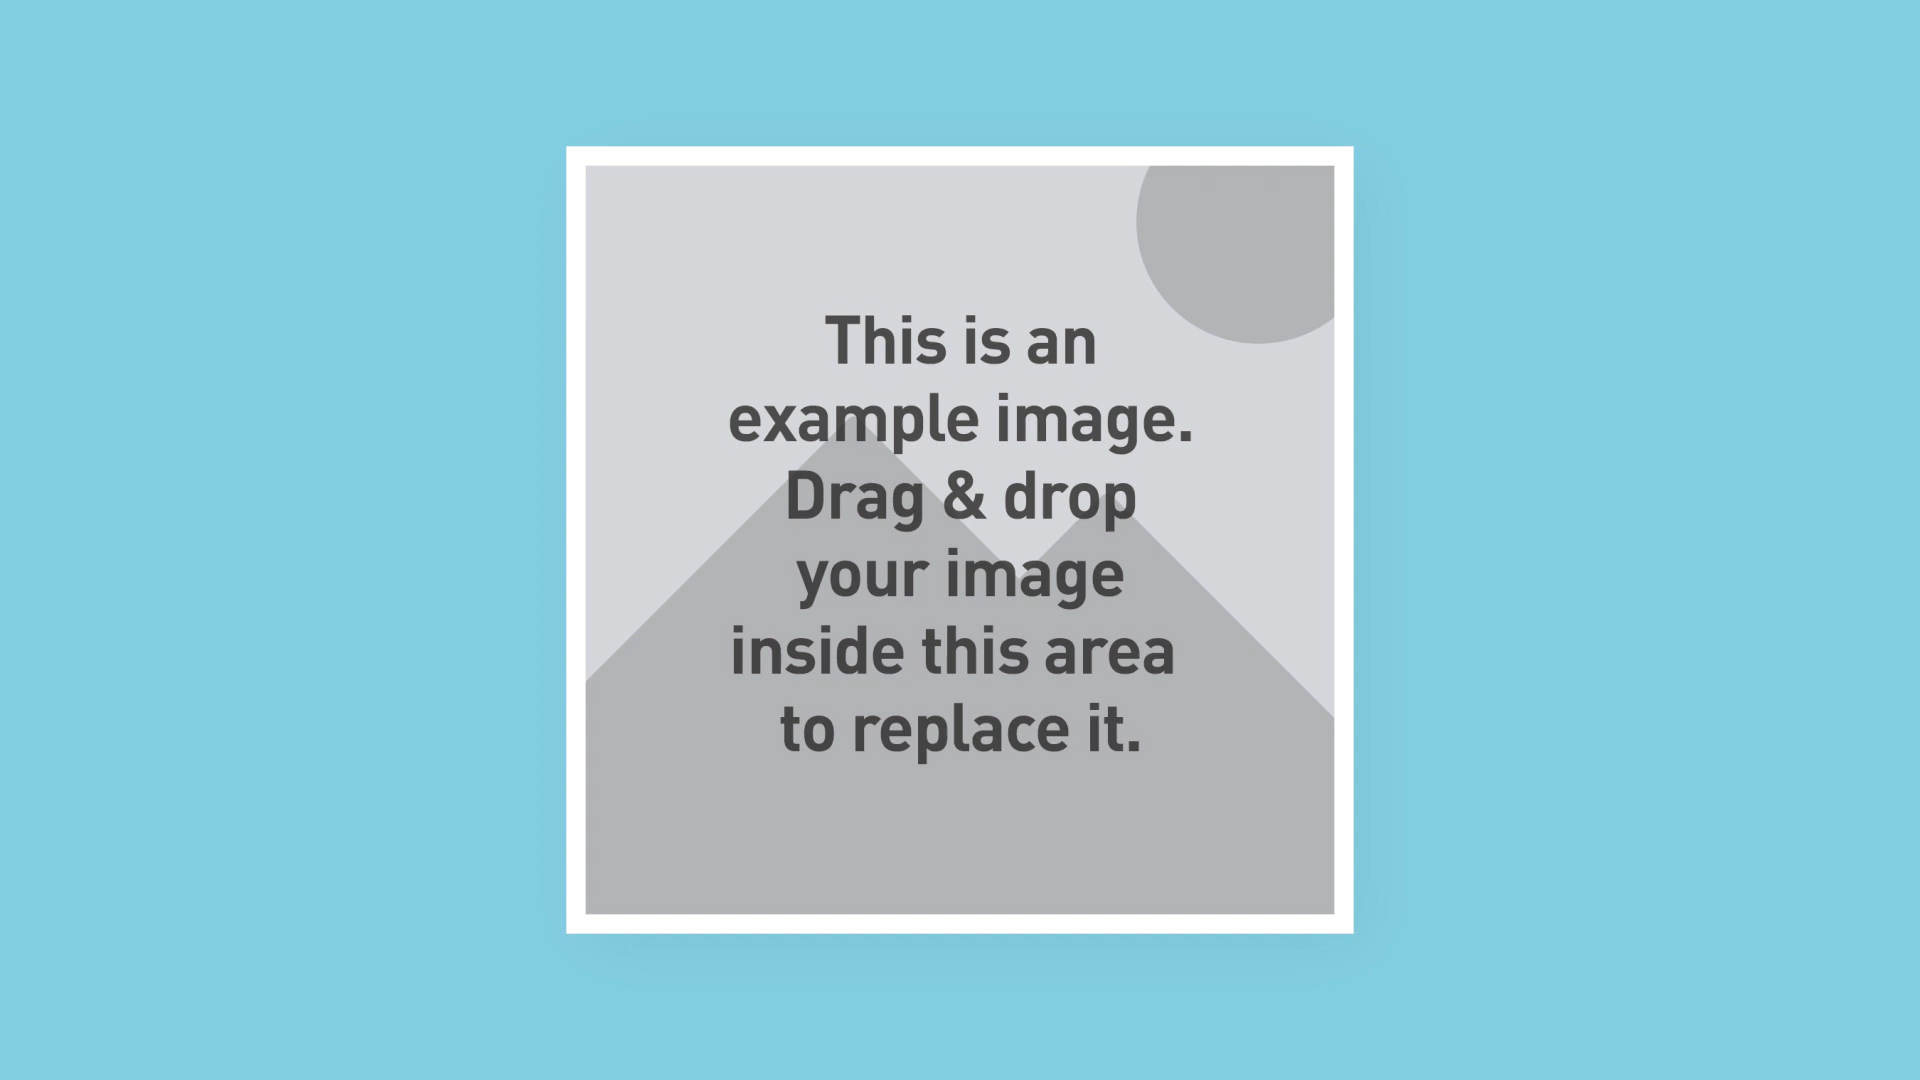 This is an
example image.
Drag & drop
your image
inside this area
to replace it.